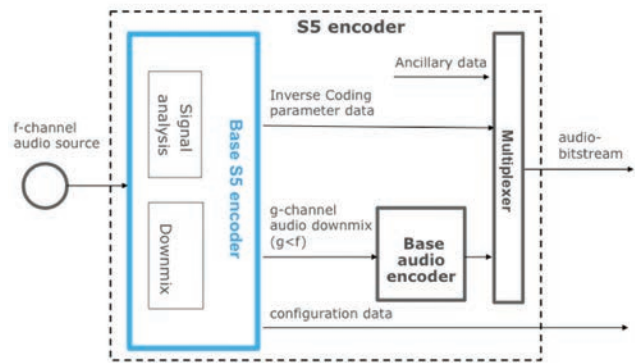 S5 encoder
f-channel
audio source
Signal
analysis
Downmix
Base S5 encoder
Ancillary data
Inverse Coding
parameter data
g-channel
audio downmix
(g<f)
Base
audio
encoder
configuration data
Multiplexer
audio-
bitstream